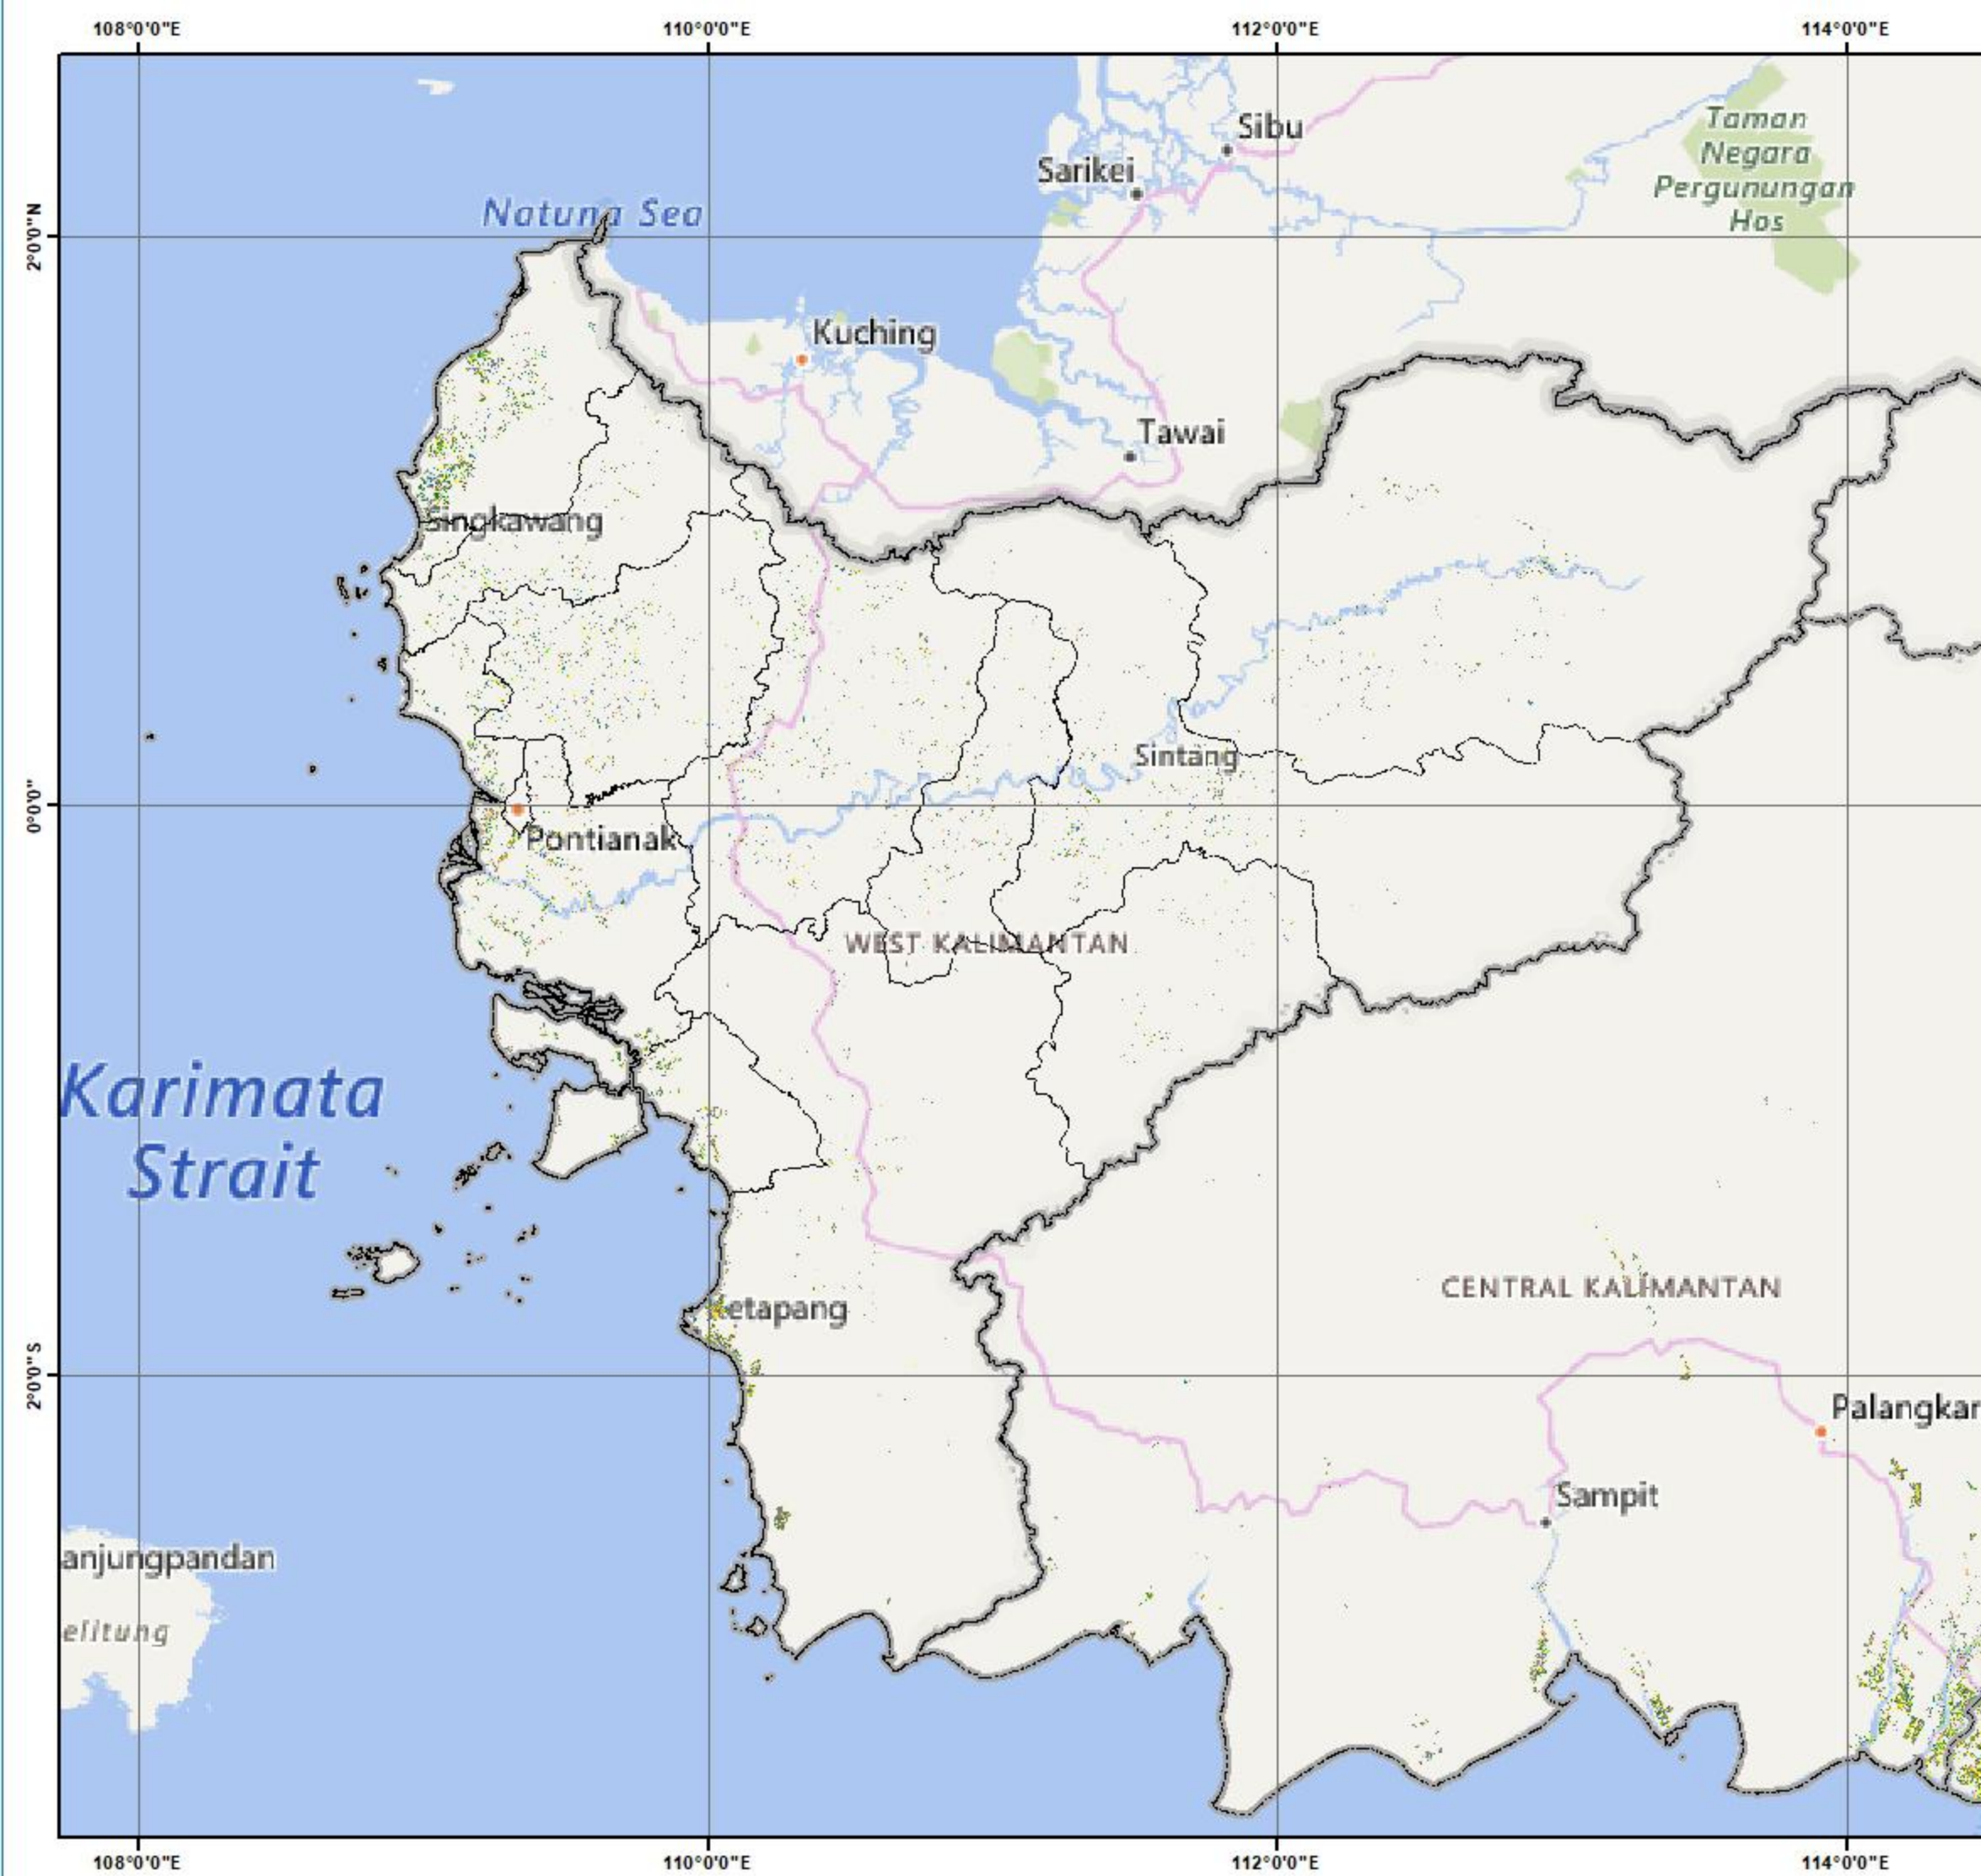 108°0'0"E
110°0'0"E
112°0'0"E
114°0'0"E
Sibu
Taman
Negara
Pergunungan
Hos
Sarikei
Natuna Sea
2°0'0"N
Kuching
Tawai
Singkawang
Sintang
0°0'0"
Pontianak
WEST KALIMANTAN
Karimata
Strait
CENTRAL KALIMANTAN
Ketapang
2°0'0"S
Palangkar
Sampit
anjungpandan
elitung
108°0'0"E
110°0'0"E
112°0'0"E
114°0'0"E